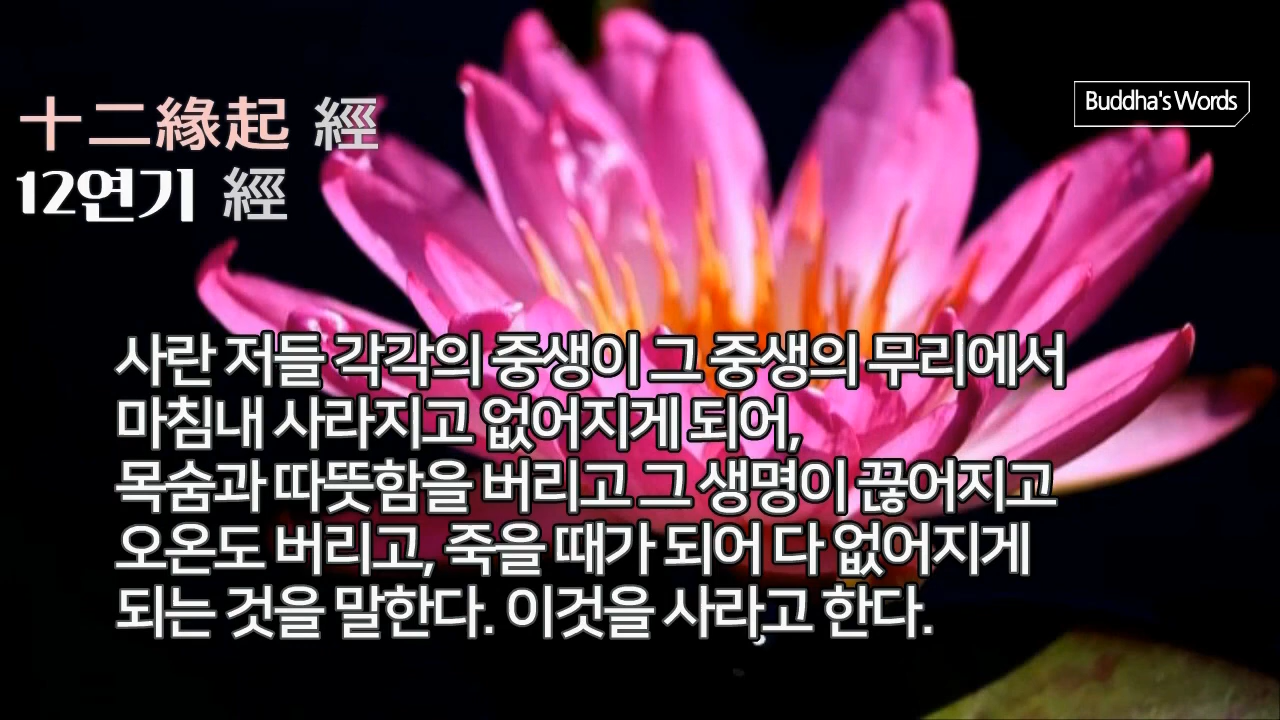 十二緣起 經
12연기 經
Buddha's Words
사란 저들 각각의 중생이 그 중생의 무리에서
마침내 사라지고 없어지게 되어,
목숨과 따뜻함을 버리고 그 생명이 끊어지고
오온도 버리고, 죽을 때가 되어 다 없어지게
되는 것을 말한다. 이것을 사라고 한다.